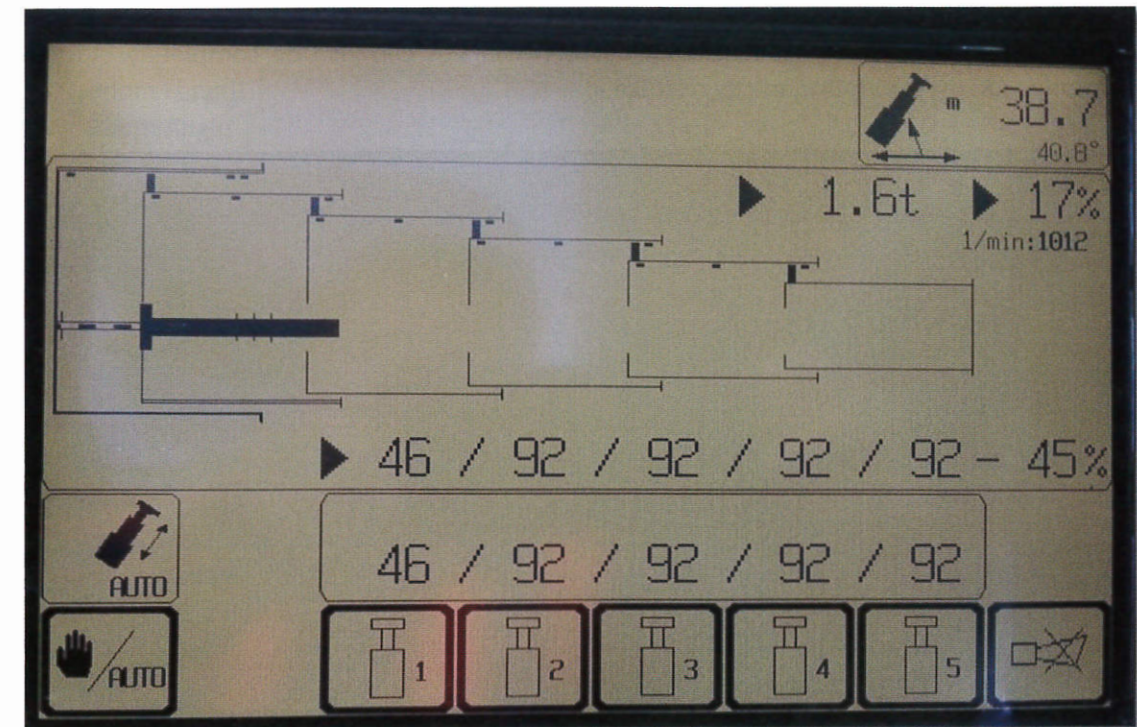 m 38.7
40.8°
1.6t 17%
1/min:1012
46 / 92 / 92 / 92 / 92 - 45%
AUTO
46 / 92 / 92 / 92 / 92
/AUTO 1 2 3 4 5